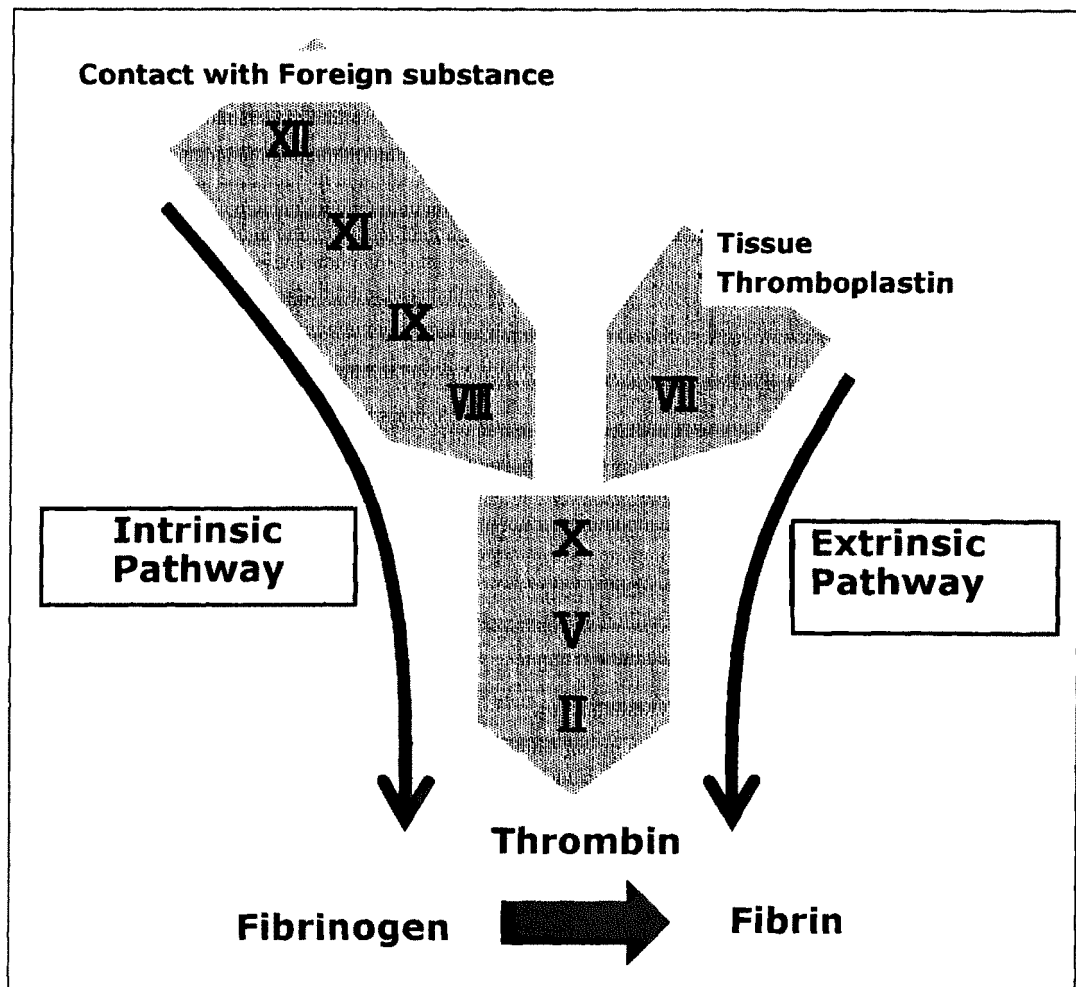 Contact with Foreign substance
XII
XI
IX
VIII
Tissue
Thromboplastin
VII
Intrinsic
Pathway
X
V
II
Extrinsic
Pathway
Thrombin
Fibrinogen
Fibrin